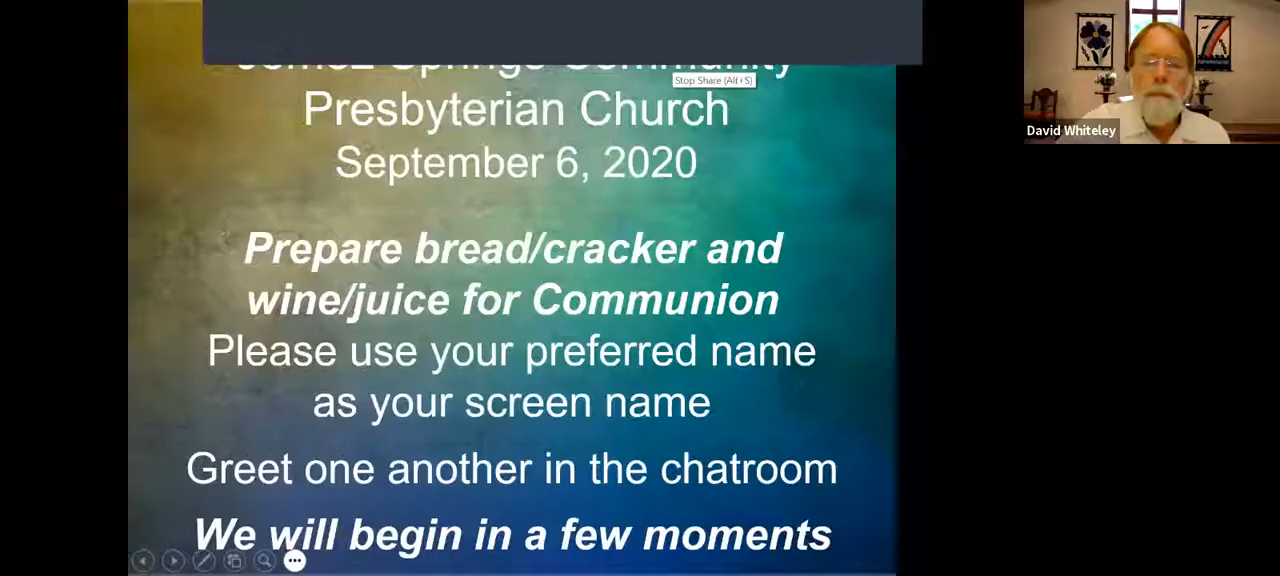 Springs Community
Stop Share (Alt+S)
Presbyterian Church
September 6, 2020
Prepare bread/cracker and
wine/juice for Communion
Please use your preferred name
as your screen name
Greet one another in the chatroom
We will begin in a few moments
David Whiteley